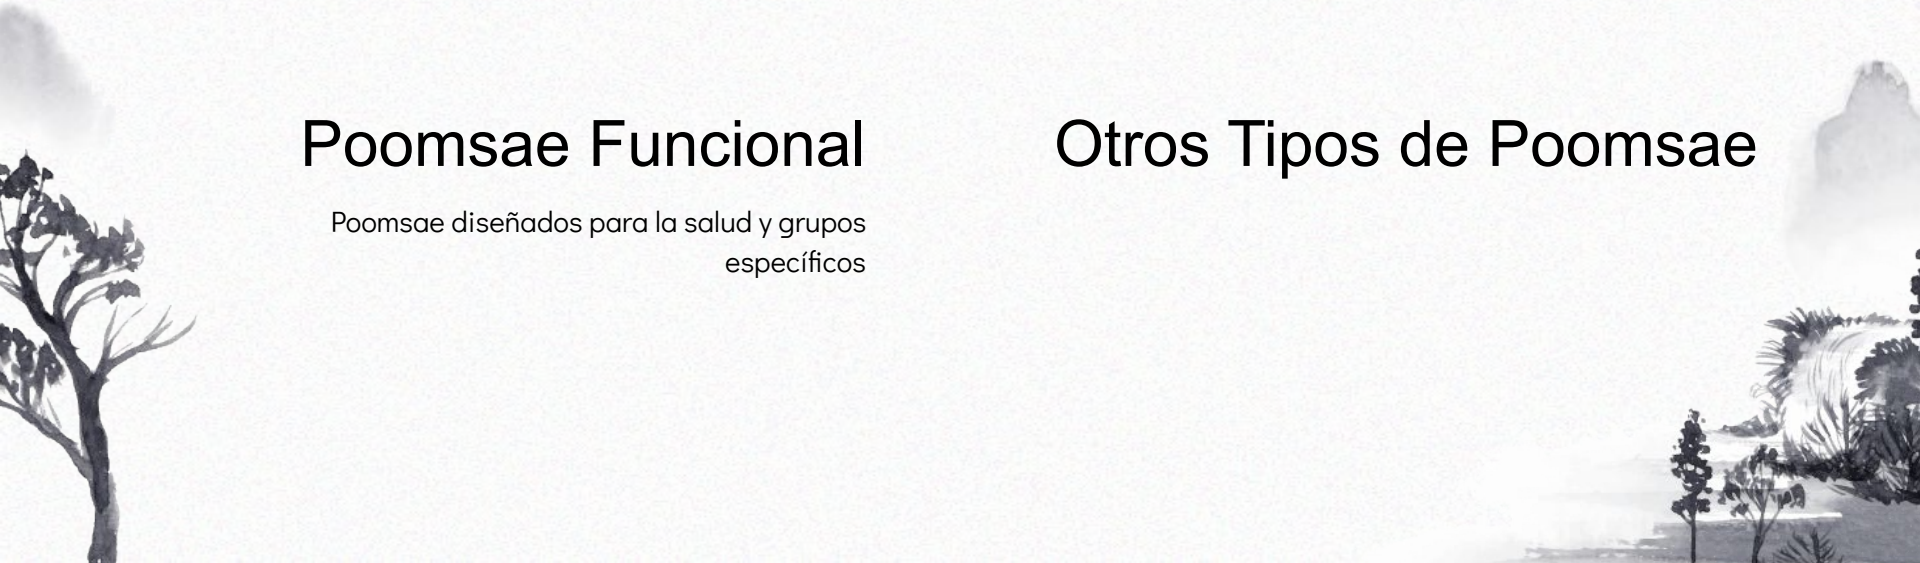 Poomsae Funcional
Poomsae diseñados para la salud y grupos
específicos
Otros Tipos de Poomsae